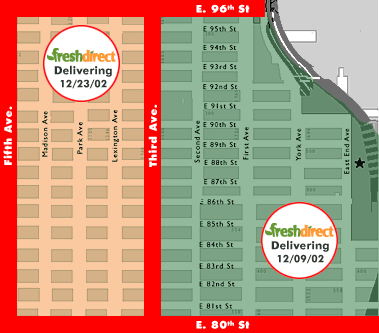 E. 96th St
E 95th St
E 94th St
E 93rd St
E 92nd St
E 91st St
E 90th St
E 89th St
E 88th St
E 87th St
E 86th St
E 85th St
E 84th St
E 83rd St
E 82nd St
E 81st St
E. 80th St
Fifth Ave.
Madison Ave
Park Ave
Lexington Ave
Third Ave.
Second Ave
First Ave
York Ave
East End Ave
freshdirect
Delivering
12/23/02
freshdirect
Delivering
12/09/02